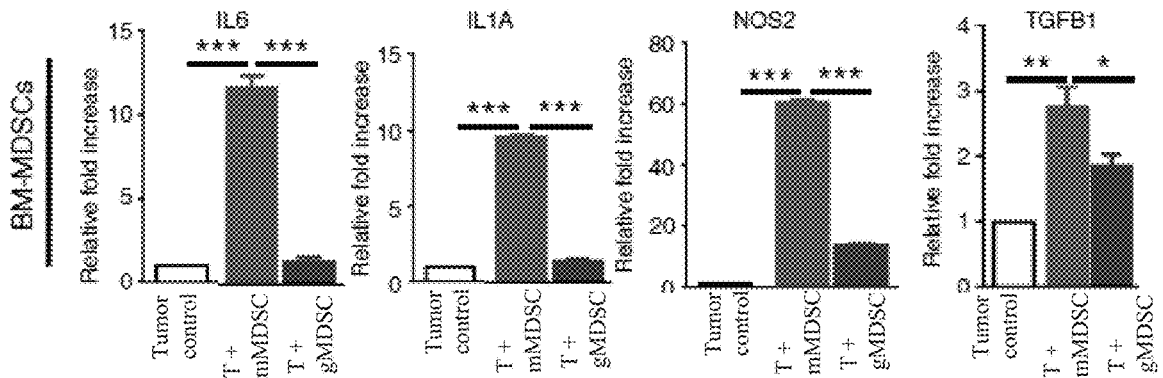 BM-MDSCs
IL6
Relative fold increase
15
10
5
0
*** ***
Tumor
control
T +
mMDSC
T +
gMDSC
IL1A
Relative fold increase
15
10
5
0
*** ***
Tumor
control
T +
mMDSC
T +
gMDSC
NOS2
Relative fold increase
80
60
40
20
00
*** ***
Tumor
control
T +
mMDSC
T +
gMDSC
TGFB1
Relative fold increase
4
3
2
1
0
** *
Tumor
control
T +
mMDSC
T +
gMDSC